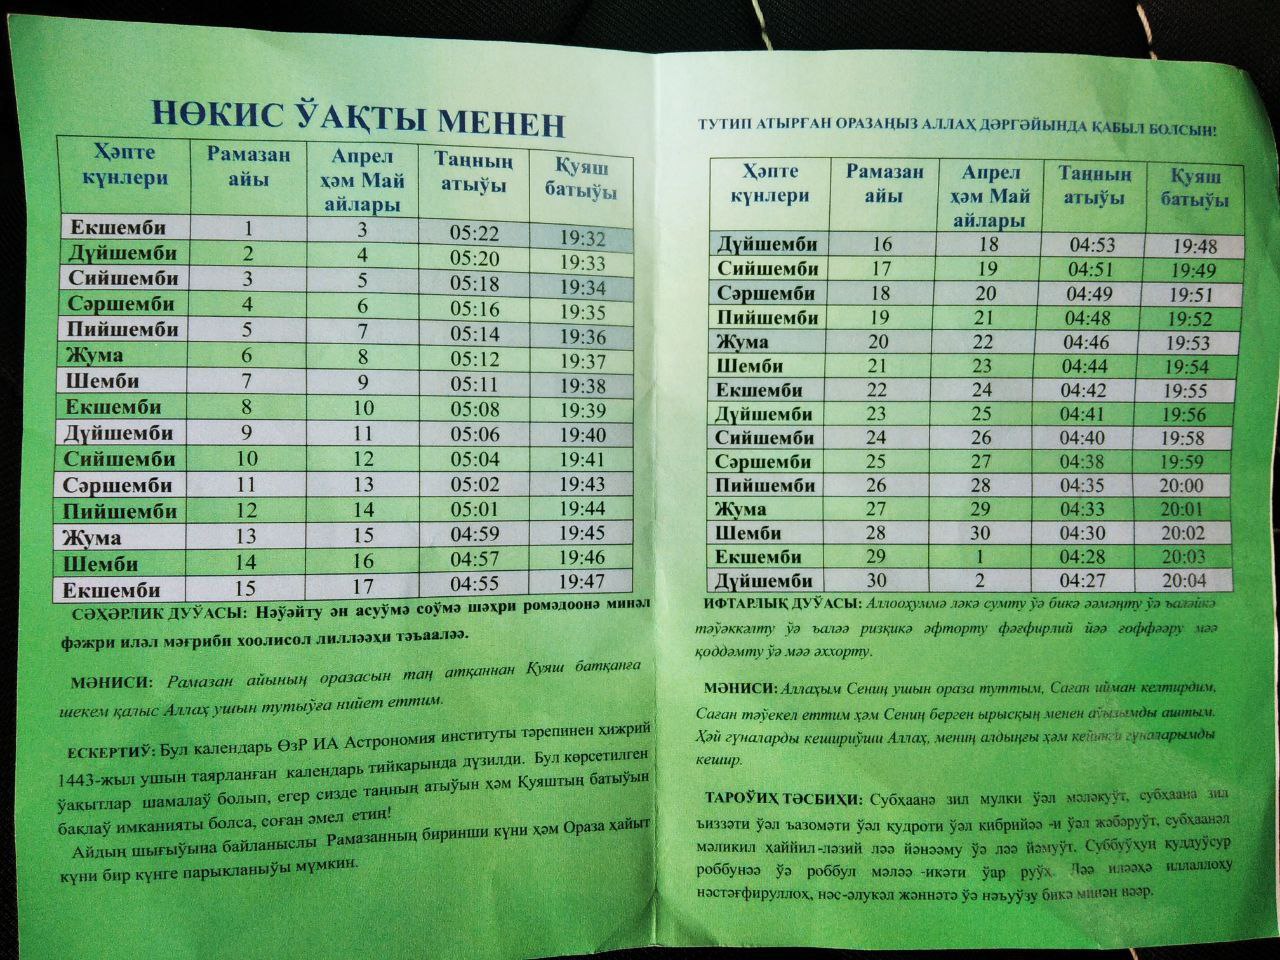 НӨКИС ЎАҚТЫ МЕНЕН
Ҳәпте күнлери Рамазан айы Апрел ҳәм Май айлары Таңның атыўы Қуяш батыўы
Екшемби 1 3 05:22 19:32
Дүйшемби 2 4 05:20 19:33
Сийшемби 3 5 05:18 19:34
Сәршемби 4 6 05:16 19:35
Пийшемби 5 7 05:14 19:36
Жума 6 8 05:12 19:37
Шемби 7 9 05:11 19:38
Екшемби 8 10 05:08 19:39
Дүйшемби 9 11 05:06 19:40
Сийшемби 10 12 05:04 19:41
Сәршемби 11 13 05:02 19:43
Пийшемби 12 14 05:01 19:44
Жума 13 15 04:59 19:45
Шемби 14 16 04:57 19:46
Екшемби 15 17 04:55 19:47
СӘҲӘРЛИК ДУЎАСЫ: Нәўәйту ән асуўмә соўмә шәҳри ромәдоонә минәл
фәжри иләл мәғриби хоолисол лилләәҳи тәъааләә.
МӘНИСИ: Рамазан айының оразасын таң атқаннан Қуяш батқанға
шекем қалыс Аллаҳ ушын тутыўға нийет еттим.
ЕСКЕРТИЎ: Бул календарь ӨзР ИА Астрономия институты тәрепинен ҳижрий
1443-жыл ушын таярланған календарь тийкарында дүзилди. Бул көрсетилген
ўақытлар шамалаў болып, егер сизде таңның атыўын ҳәм Қуяштың батыўын
бақлаў имканияты болса, соған әмел етиң!
Айдың шығыўына байланыслы Рамазанның биринши күни ҳәм Ораза ҳайыт
күни бир күнге парыкланыўы мүмкин.
ТУТИП АТЫРҒАН ОРАЗАҢЫЗ АЛЛАҲ ДӘРГӘЙЫНДА ҚАБЫЛ БОЛСЫН!
Ҳәпте күнлери Рамазан айы Апрел ҳәм Май айлары Таңның атыўы Қуяш батыўы
Дүйшемби 16 18 04:53 19:48
Сийшемби 17 19 04:51 19:49
Сәршемби 18 20 04:49 19:51
Пийшемби 19 21 04:48 19:52
Жума 20 22 04:46 19:53
Шемби 21 23 04:44 19:54
Екшемби 22 24 04:42 19:55
Дүйшемби 23 25 04:41 19:56
Сийшемби 24 26 04:40 19:58
Сәршемби 25 27 04:38 19:59
Пийшемби 26 28 04:35 20:00
Жума 27 29 04:33 20:01
Шемби 28 30 04:30 20:02
Екшемби 29 1 04:28 20:03
Дүйшемби 30 2 04:27 20:04
ИФТАРЛЫҚ ДУЎАСЫ: Аллооҳуммә ләкә сумту ўә бикә әәмәңту ўә ъаләйкә
тәўәккәлту ўә ъаләә ризқикә әфторту фәғфирлий йәә ғоффәәру мәә
қоддәмту ўә мәә әххорту.
МӘНИСИ: Аллаҳым Сениң ушын ораза туттым, Саған ийман келтирдим,
Саған тәўекел еттим ҳәм Сениң берген ырысқың менен аўызымды аштым.
Ҳәй гүналарды кешириўши Аллаҳ, мениң алдыңғы ҳәм кейинги гүналарымды
кешир.
ТАРОЎИҲ ТӘСБИҲИ: Субҳаанә зил мулки ўәл мәләкуўт, субҳаана зил
ъиззәти ўәл ъазомәти ўәл қудроти ўәл кибрийәә -и ўәл жәбәруўт, субҳаанәл
мәликил ҳаййил-ләзий ләә йәнәәму ўә ләә йәмуўт. Суббуўҳун қуддуўсур
роббунәә ўә роббул мәләә -икәти ўар руўҳ. Ләә иләәҳә иллаллоҳу
нәстәғфируллоҳ, нәс-әлукәл жәннәтә ўә нәъуўзу бикә минән нәәр.